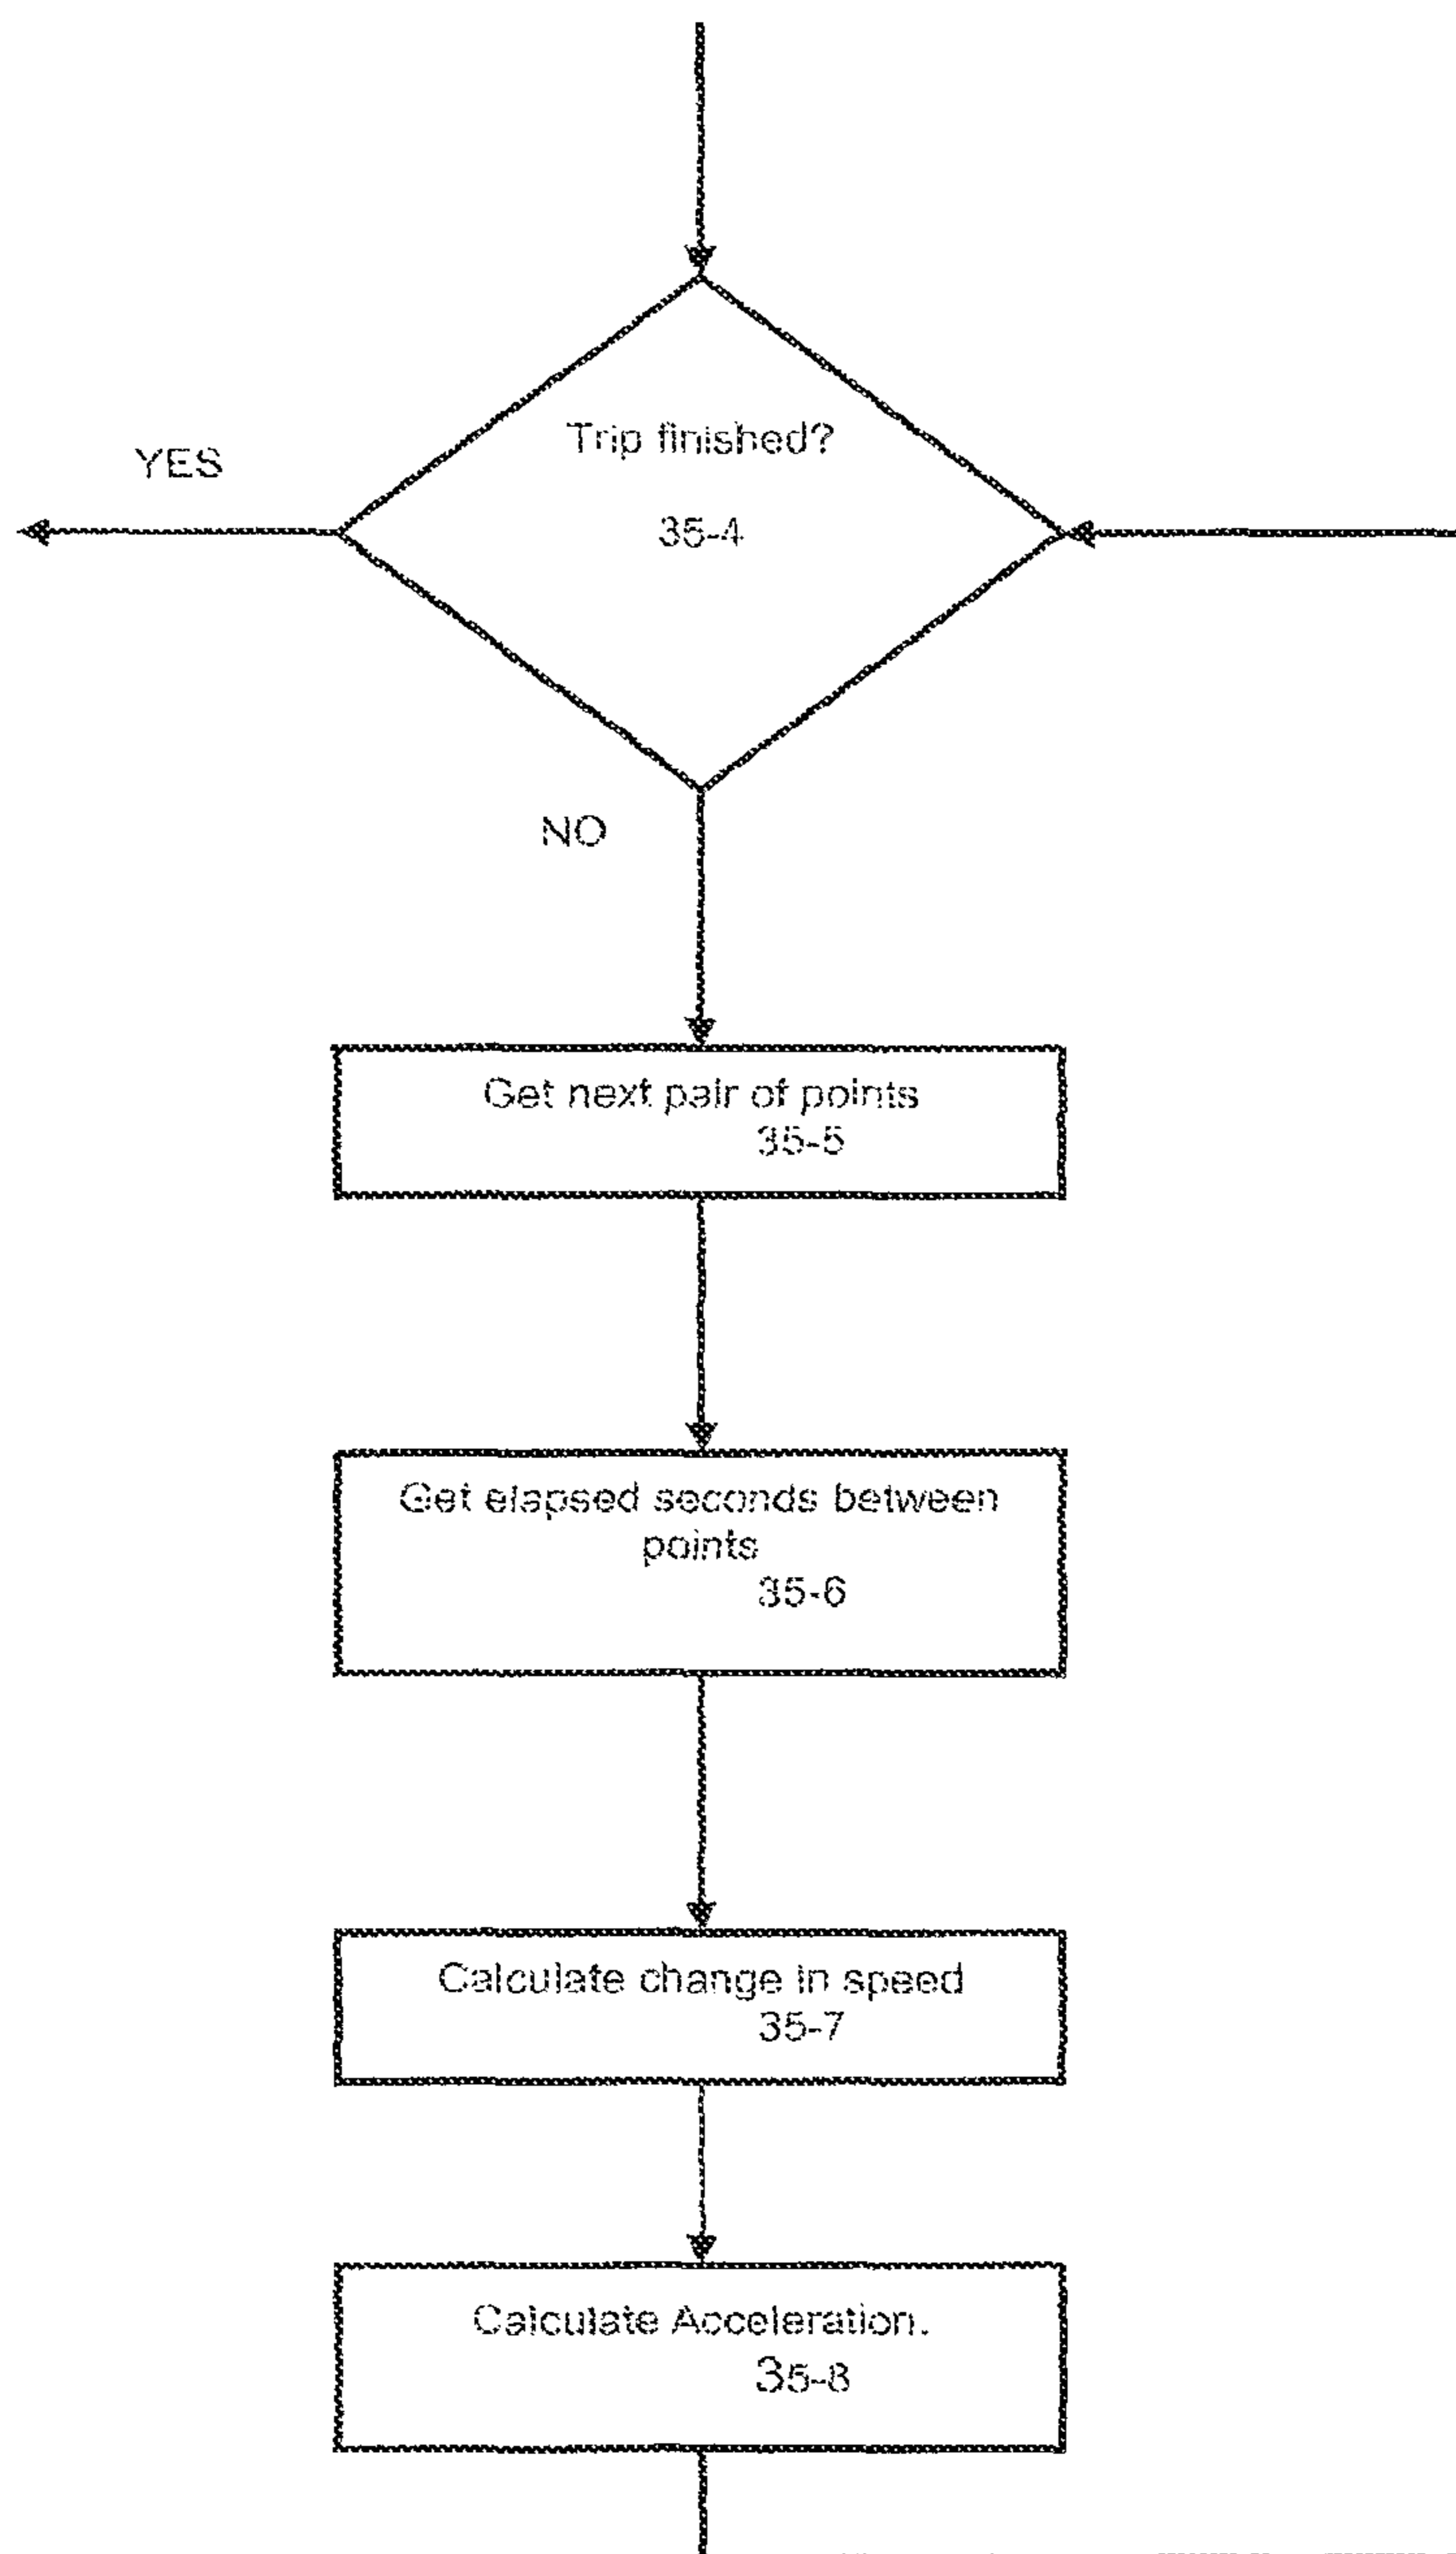 Trip finished?
YES
35-4
NO
Get next pair of points
35-5
Get elapsed seconds between
points
35-6
Calculate change in speed
35-7
Calculate Acceleration.
35-8